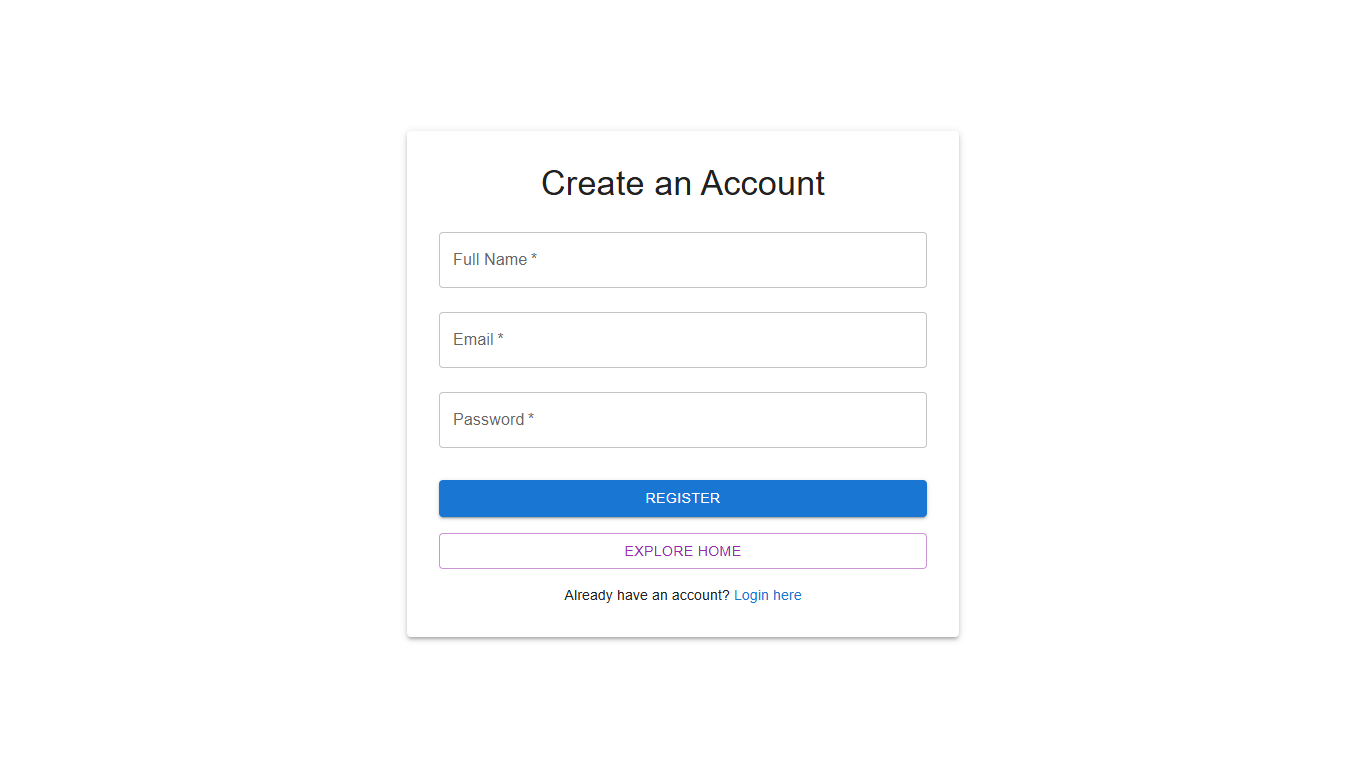 Create an Account
Full Name *
Email *
Password *
REGISTER
EXPLORE HOME
Already have an account? Login here